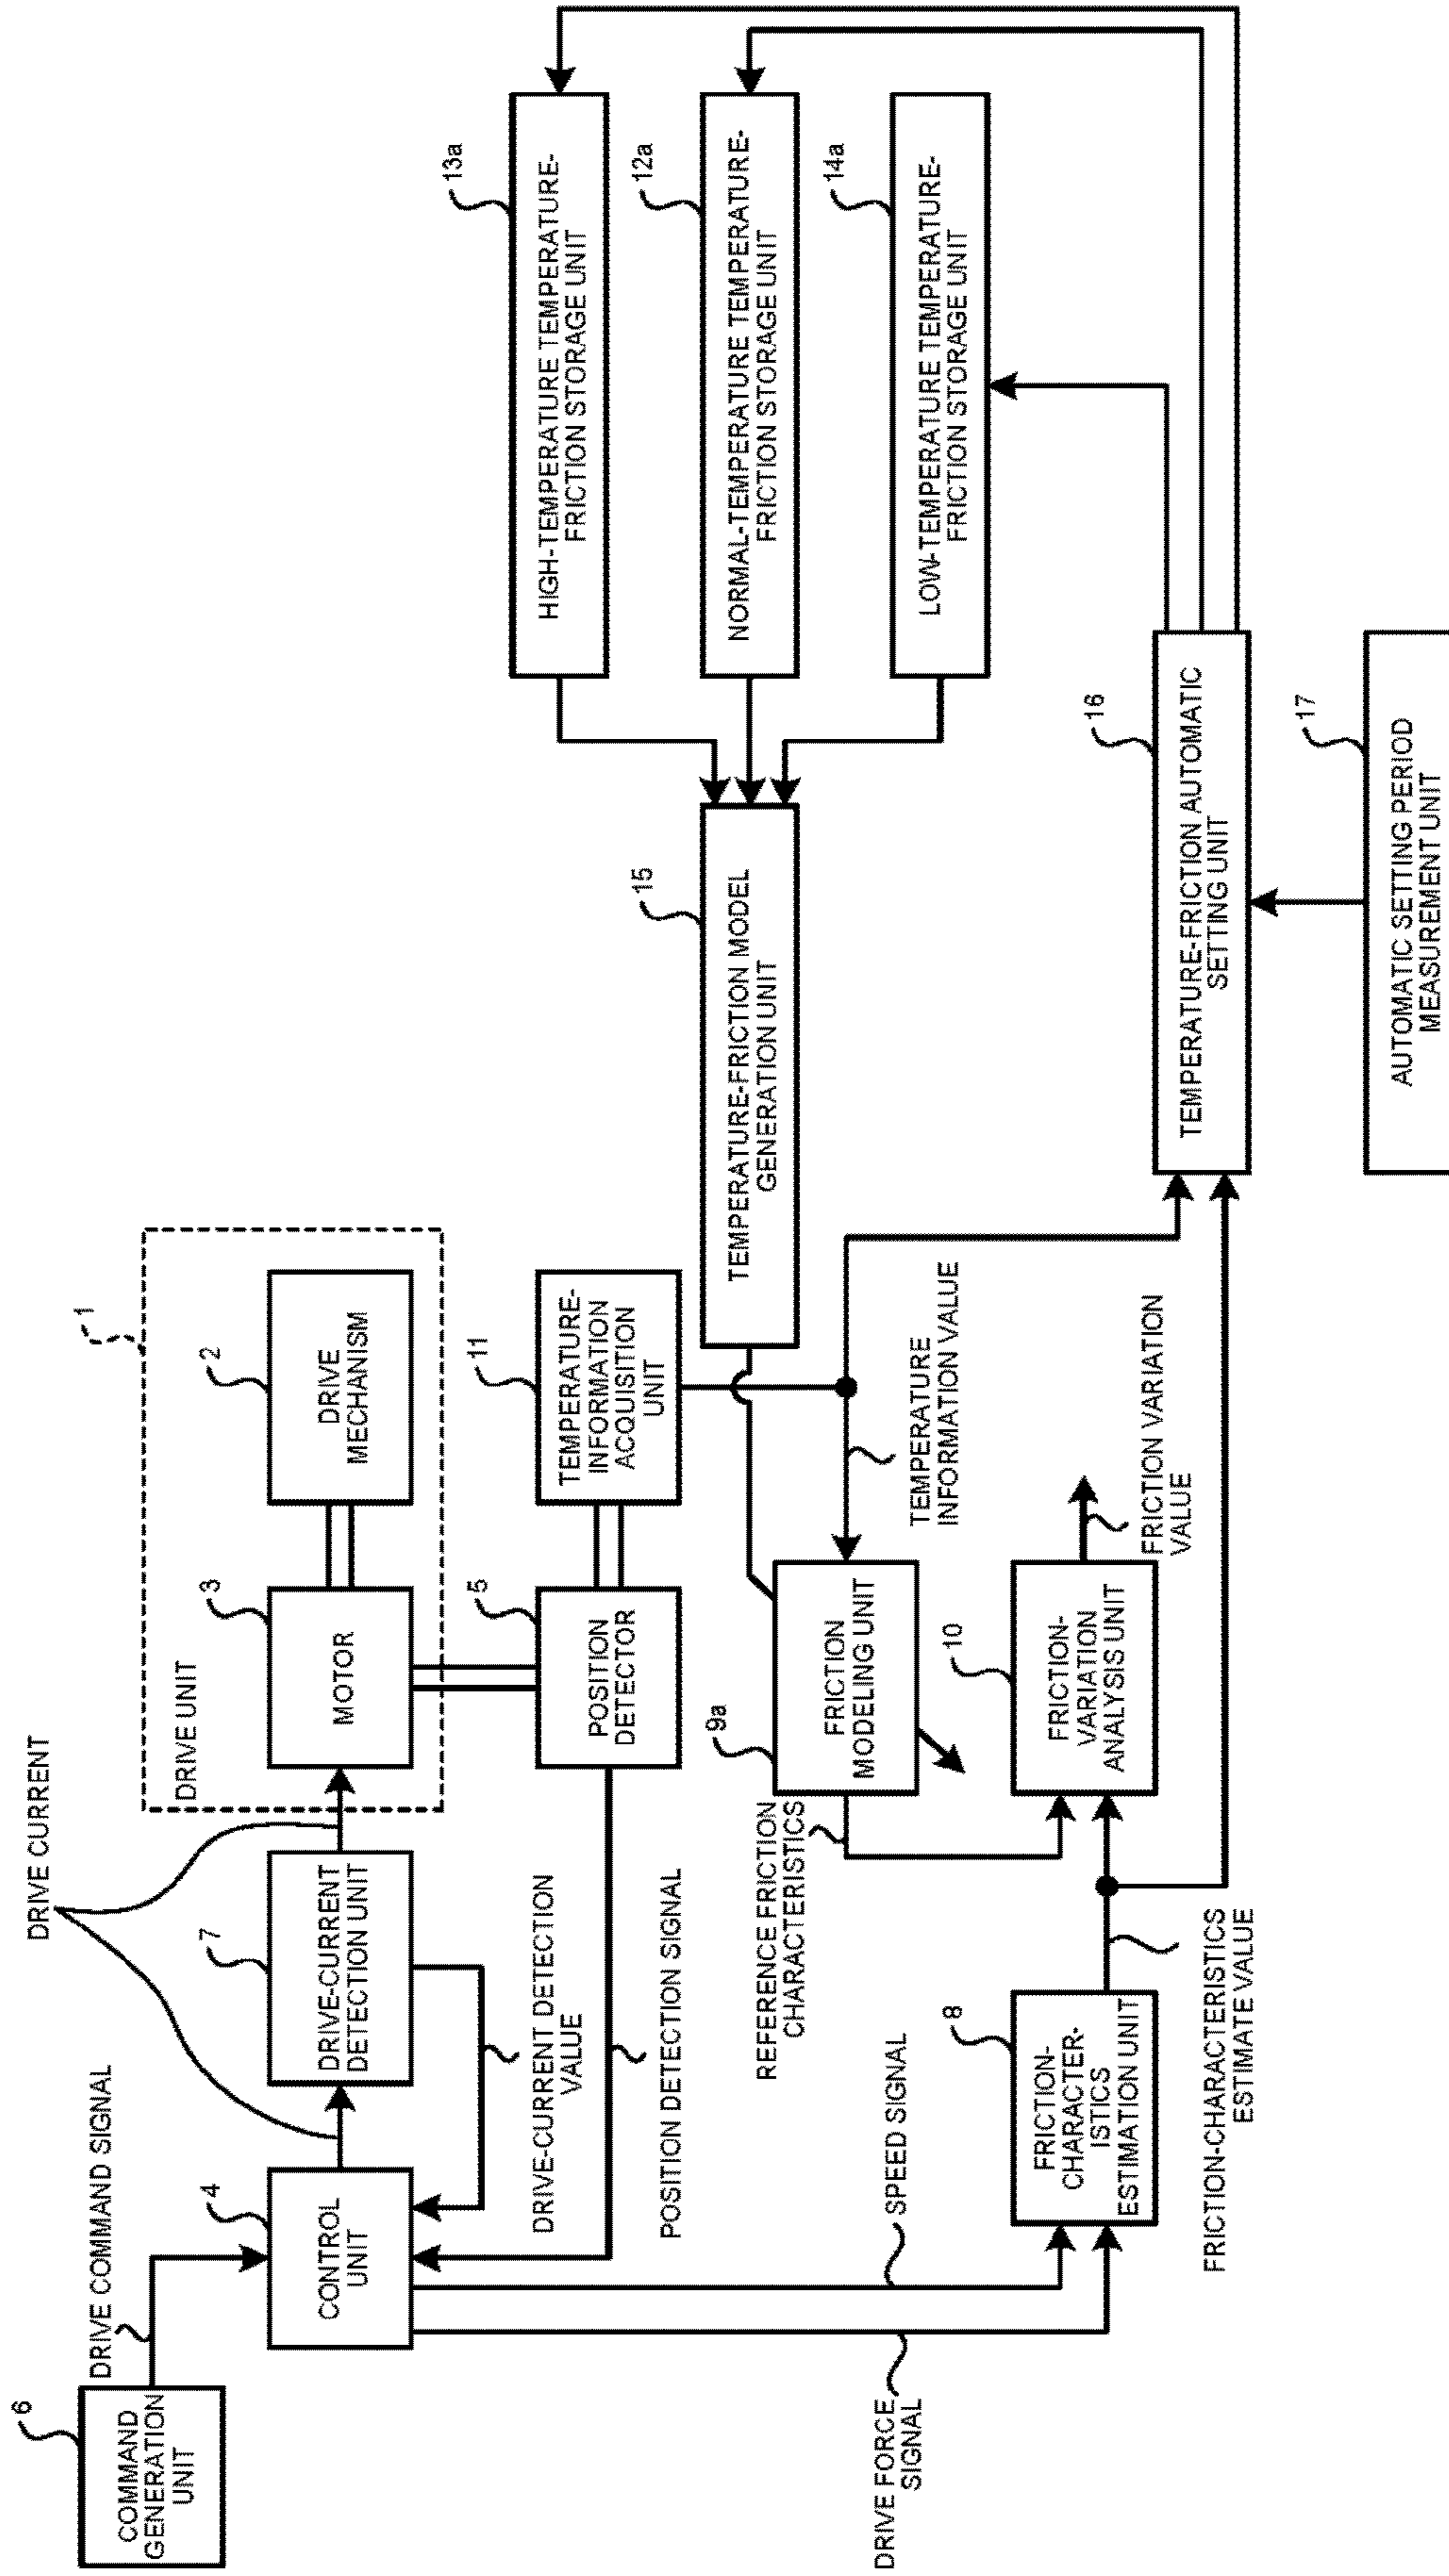 6
COMMAND
GENERATION
UNIT
DRIVE COMMAND SIGNAL
4
CONTROL
UNIT
DRIVE CURRENT
7
DRIVE-CURRENT
DETECTION UNIT
DRIVE-CURRENT DETECTION
VALUE
POSITION DETECTION SIGNAL
1
DRIVE UNIT
3
MOTOR
2
DRIVE
MECHANISM
5
POSITION
DETECTOR
11
TEMPERATURE-
INFORMATION
ACQUISITION
UNIT
DRIVE FORCE
SIGNAL
SPEED SIGNAL
8
FRICTION-
CHARACTER-
ISTICS
ESTIMATION UNIT
FRICTION-CHARACTERISTICS
ESTIMATE VALUE
REFERENCE FRICTION
CHARACTERISTICS
9a
FRICTION
MODELING UNIT
10
FRICTION-
VARIATION
ANALYSIS UNIT
FRICTION VARIATION
VALUE
TEMPERATURE
INFORMATION VALUE
15
TEMPERATURE-FRICTION MODEL
GENERATION UNIT
13a
HIGH-TEMPERATURE TEMPERATURE-
FRICTION STORAGE UNIT
12a
NORMAL-TEMPERATURE TEMPERATURE-
FRICTION STORAGE UNIT
14a
LOW-TEMPERATURE TEMPERATURE-
FRICTION STORAGE UNIT
16
TEMPERATURE-FRICTION AUTOMATIC
SETTING UNIT
17
AUTOMATIC SETTING PERIOD
MEASUREMENT UNIT